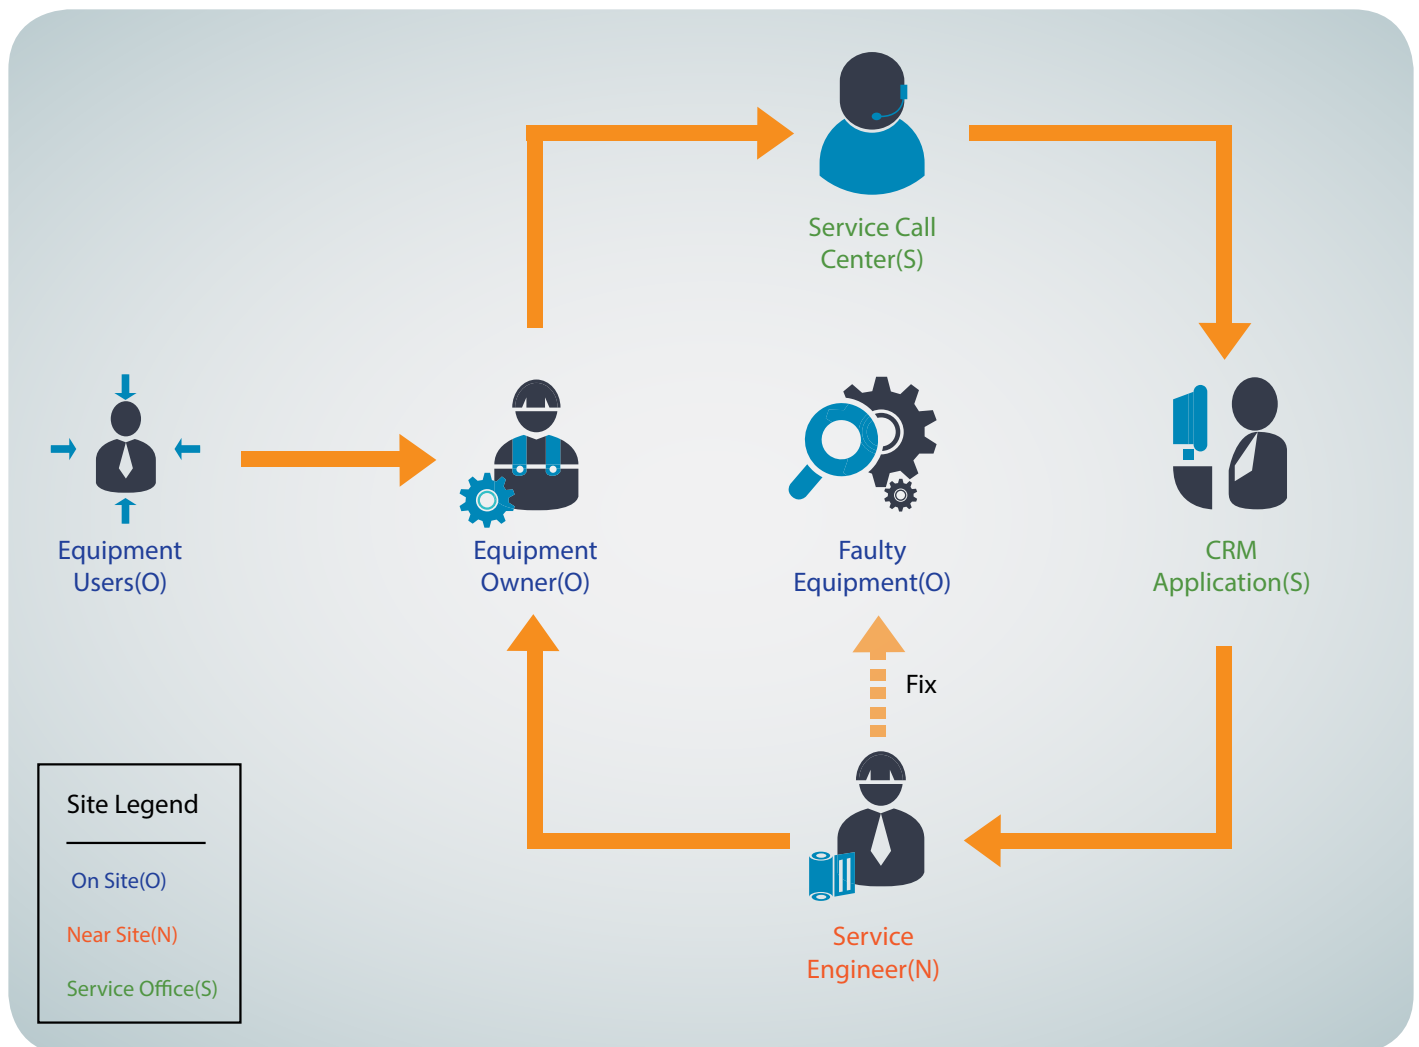 Service Call
Center(S)
Equipment
Users(O)
Equipment
Owner(O)
Faulty
Equipment(O)
CRM
Application(S)
Fix
Service
Engineer(N)
Site Legend
On Site(O)
Near Site(N)
Service Office(S)